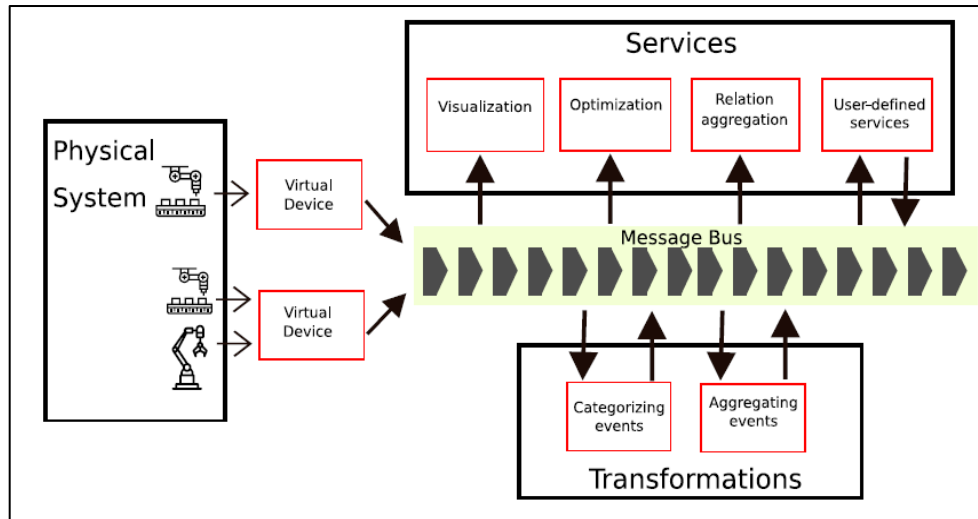 Services
Visualization
Optimization
Relation
aggregation
User-defined
services
Physical
System
Virtual
Device
Virtual
Device
Message Bus
Categorizing
events
Aggregating
events
Transformations